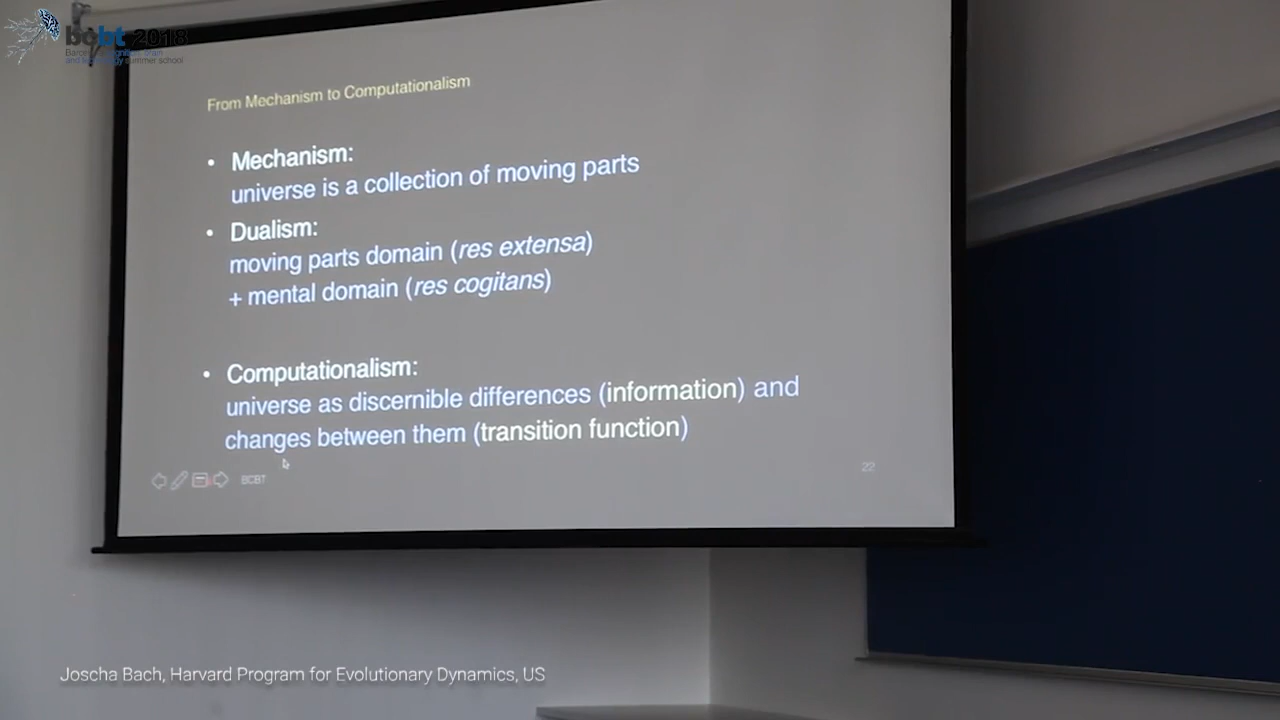 bcbt 2018
Barcelona Cognition, Brain
and technology summer school
From Mechanism to Computationalism
• Mechanism:
universe is a collection of moving parts
• Dualism:
moving parts domain (res extensa)
+ mental domain (res cogitans)
• Computationalism:
universe as discernible differences (information) and
changes between them (transition function)
BCBT
22
Joscha Bach, Harvard Program for Evolutionary Dynamics, US